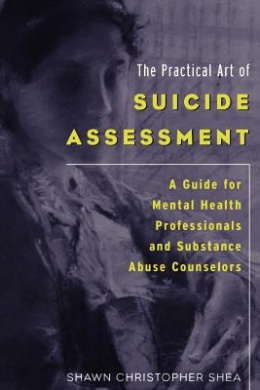 The Practical Art of
SUICIDE
ASSESSMENT
A Guide for
Mental Health
Professionals
and Substance
Abuse Counselors
SHAWN CHRISTOPHER SHEA